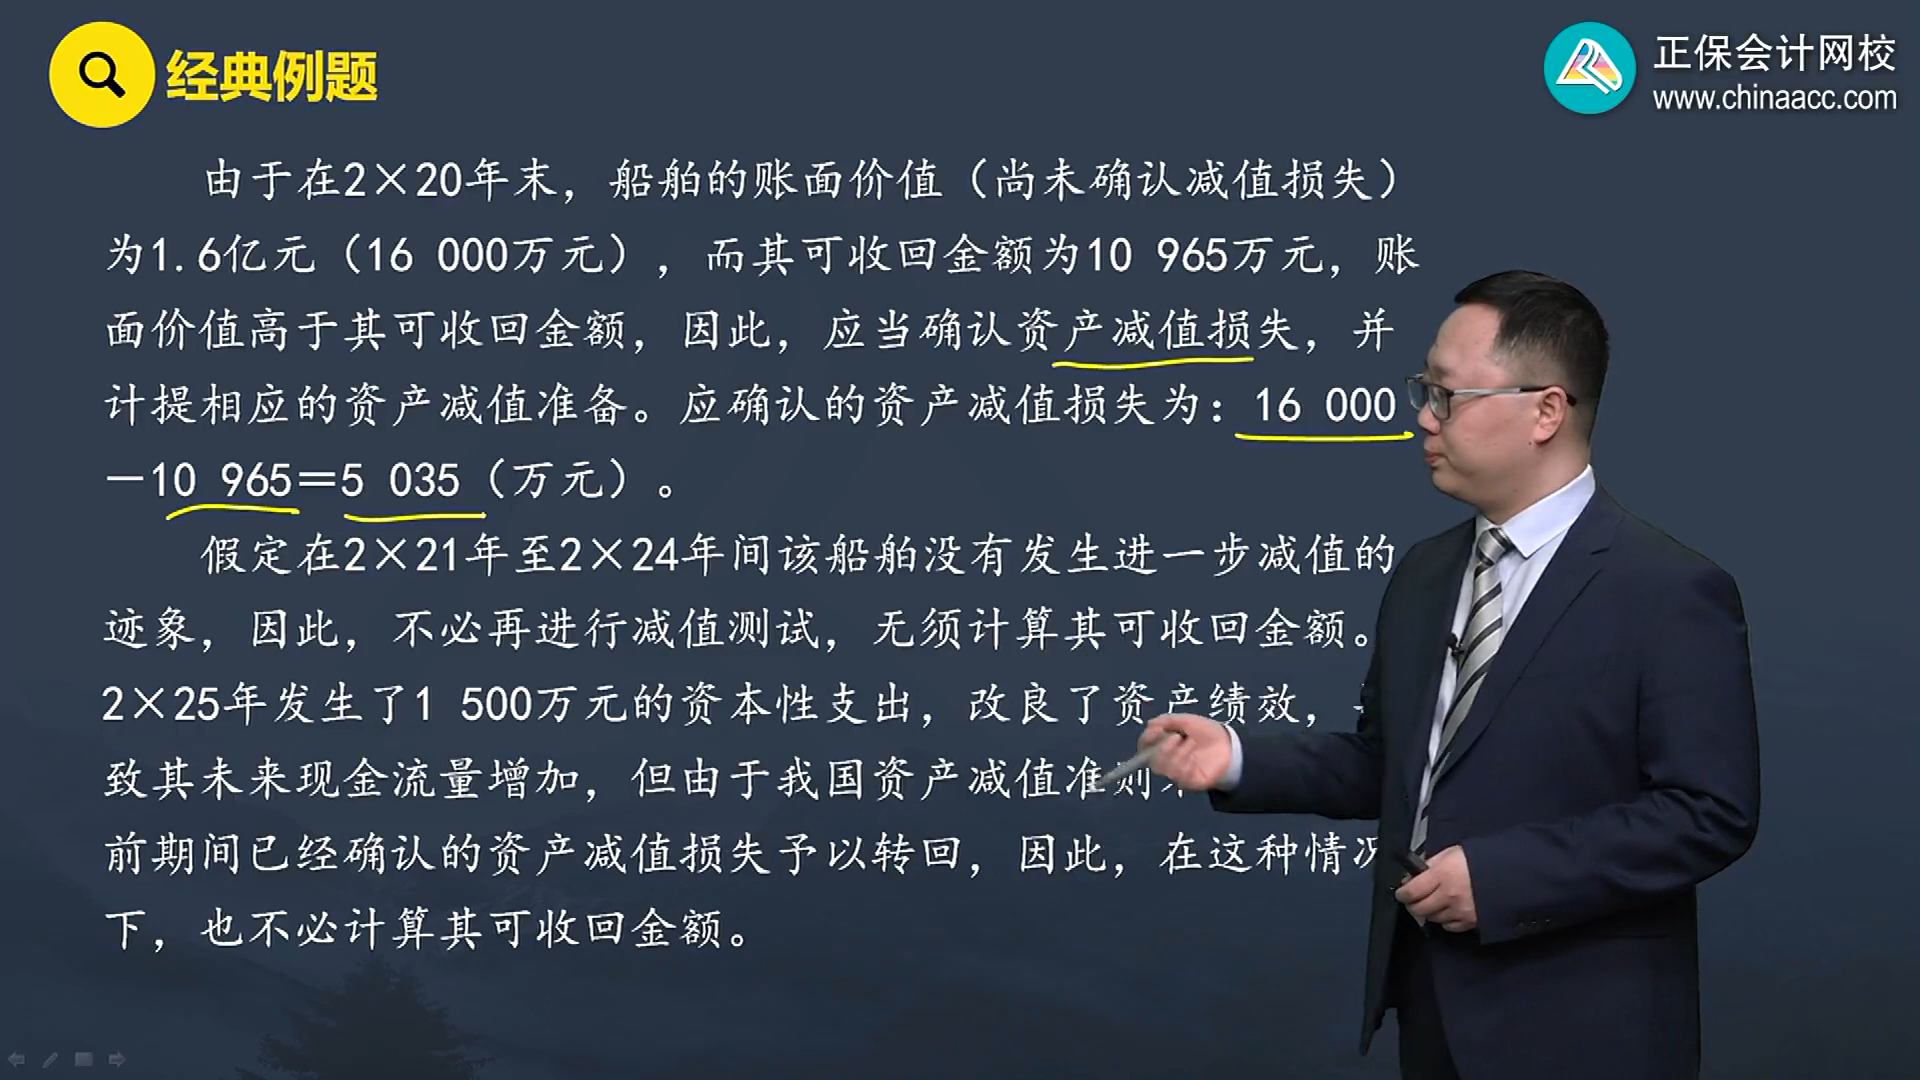 经典例题
正保会计网校
www.chinaacc.com
由于在2×20年末，船舶的账面价值（尚未确认减值损失）
为1.6亿元（16 000万元），而其可收回金额为10 965万元，账
面价值高于其可收回金额，因此，应当确认资产减值损失，并
计提相应的资产减值准备。应确认的资产减值损失为：16 000
－10 965＝5 035（万元）。
假定在2×21年至2×24年间该船舶没有发生进一步减值的
迹象，因此，不必再进行减值测试，无须计算其可收回金额。
2×25年发生了1 500万元的资本性支出，改良了资产绩效，
致其未来现金流量增加，但由于我国资产减值准则
前期间已经确认的资产减值损失予以转回，因此，在这种情况
下，也不必计算其可收回金额。